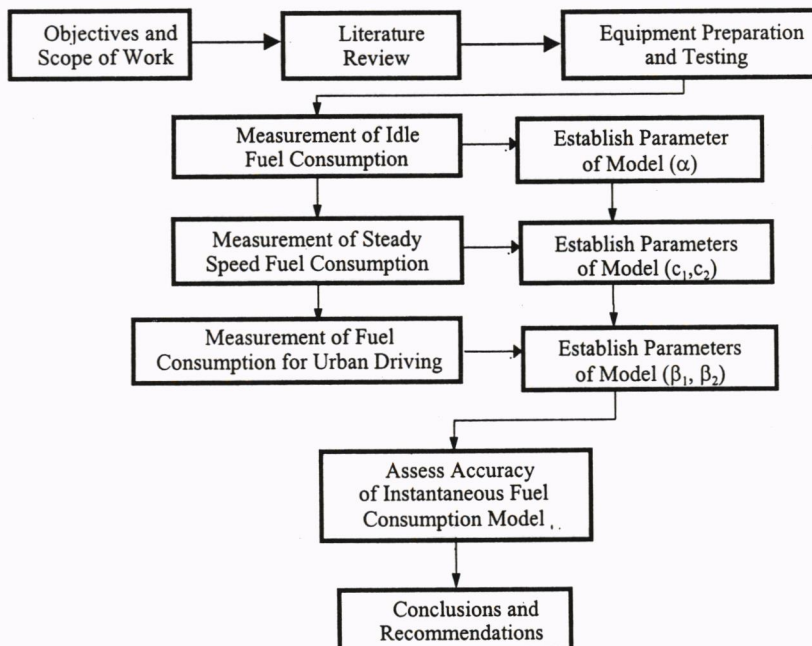 Objectives and
Scope of Work
Literature
Review
Equipment Preparation
and Testing
Measurement of Idle
Fuel Consumption
Establish Parameter
of Model (α)
Measurement of Steady
Speed Fuel Consumption
Establish Parameters
of Model (c₁,c₂)
Measurement of Fuel
Consumption for Urban Driving
Establish Parameters
of Model (β₁, β₂)
Assess Accuracy
of Instantaneous Fuel
Consumption Model
Conclusions and
Recommendations